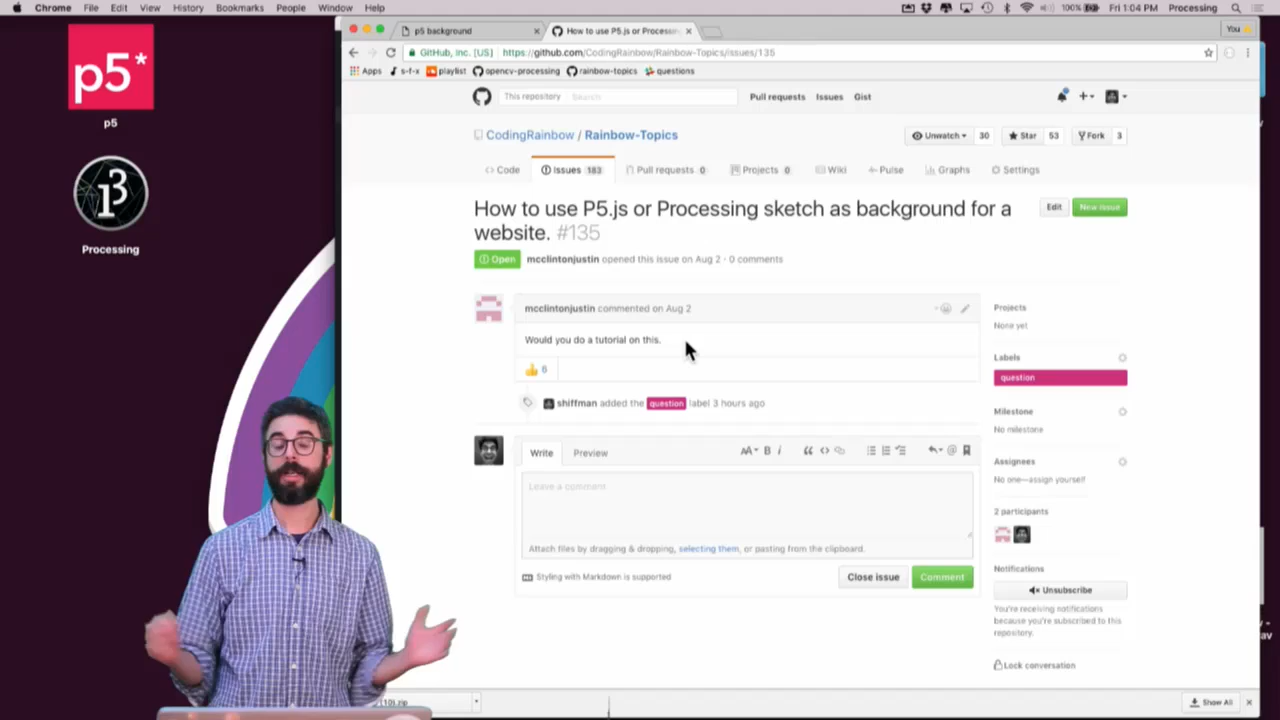 Chrome File Edit View History Bookmarks People Window Help
100% Fri 1:04 PM Processing
p5 background
How to use P5.js or Processin
You
GitHub, Inc. [US] https://github.com/CodingRainbow/Rainbow-Topics/issues/135
Apps s-f-x playlist opencv-processing rainbow-topics questions
This repository Search Pull requests Issues Gist
CodingRainbow / Rainbow-Topics
Unwatch 30 Star 53 Fork 3
Code Issues 183 Pull requests 0 Projects 0 Wiki Pulse Graphs Settings
How to use P5.js or Processing sketch as background for a
website. #135
Edit New issue
Open mcclintonjustin opened this issue on Aug 2 · 0 comments
mcclintonjustin commented on Aug 2
Would you do a tutorial on this.
6
shiffman added the question label 3 hours ago
Write Preview
AA B i
Leave a comment
Attach files by dragging & dropping, selecting them, or pasting from the clipboard.
Styling with Markdown is supported
Close issue Comment
Projects
None yet
Labels
question
Milestone
No milestone
Assignees
No one—assign yourself
2 participants
Notifications
Unsubscribe
You're receiving notifications
because you're subscribed to this
repository.
Lock conversation
p5*
p5
Processing
Show All